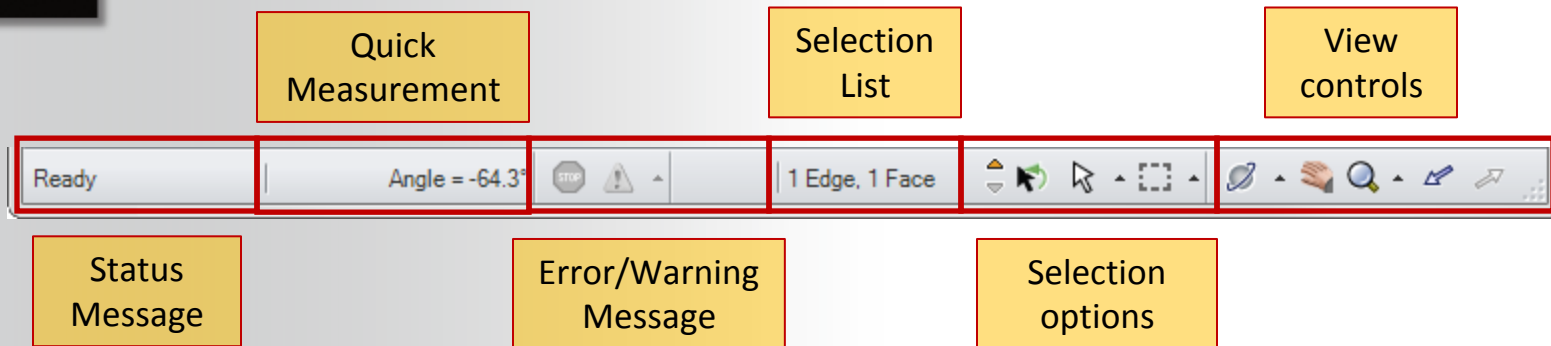 Quick
Measurement
Selection
List
View
controls
Ready
Angle = -64.3°
STOP
1 Edge, 1 Face
Status
Message
Error/Warning
Message
Selection
options